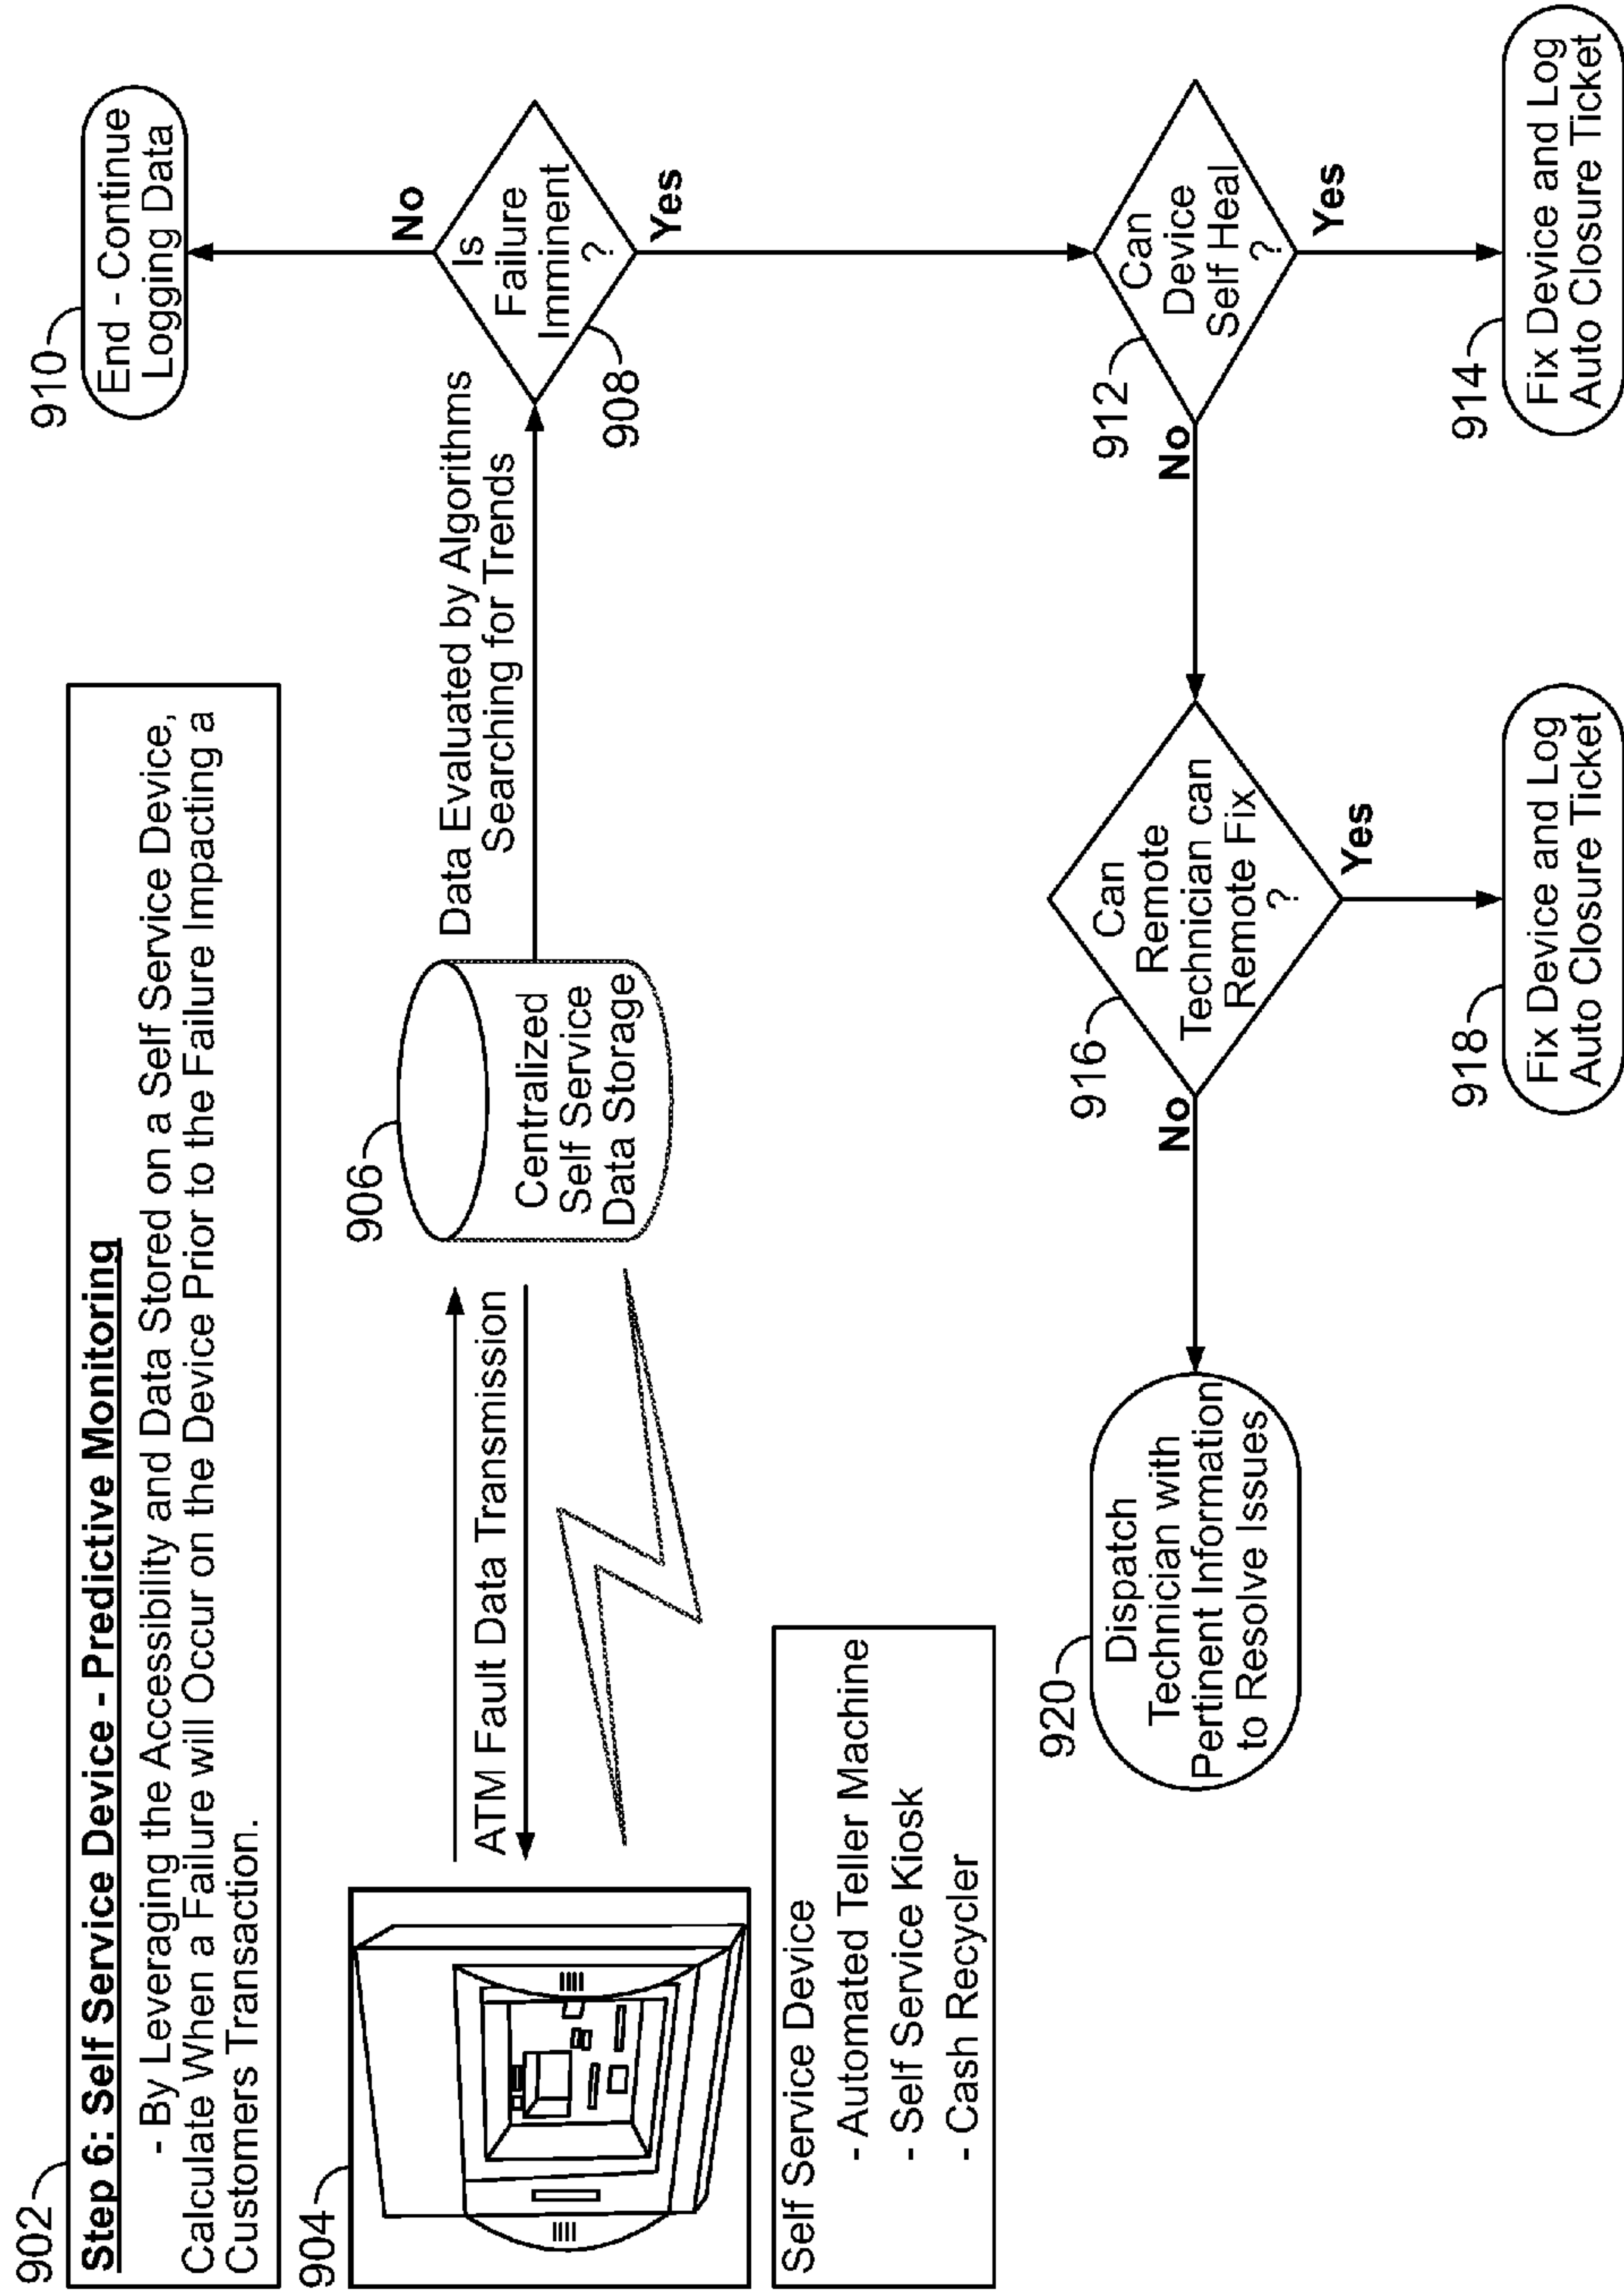 902
Step 6: Self Service Device - Predictive Monitoring
- By Leveraging the Accessibility and Data Stored on a Self Service Device,
Calculate When a Failure will Occur on the Device Prior to the Failure Impacting a
Customers Transaction.
904
ATM Fault Data Transmission
906
Centralized
Self Service
Data Storage
Data Evaluated by Algorithms
Searching for Trends
908
Is
Failure
Imminent
?
No
Yes
910
End - Continue
Logging Data
Self Service Device
- Automated Teller Machine
- Self Service Kiosk
- Cash Recycler
912
Can
Device
Self Heal
?
No
Yes
914
Fix Device and Log
Auto Closure Ticket
916
Can
Remote
Technician can
Remote Fix
?
No
Yes
918
Fix Device and Log
Auto Closure Ticket
920
Dispatch
Technician with
Pertinent Information
to Resolve Issues